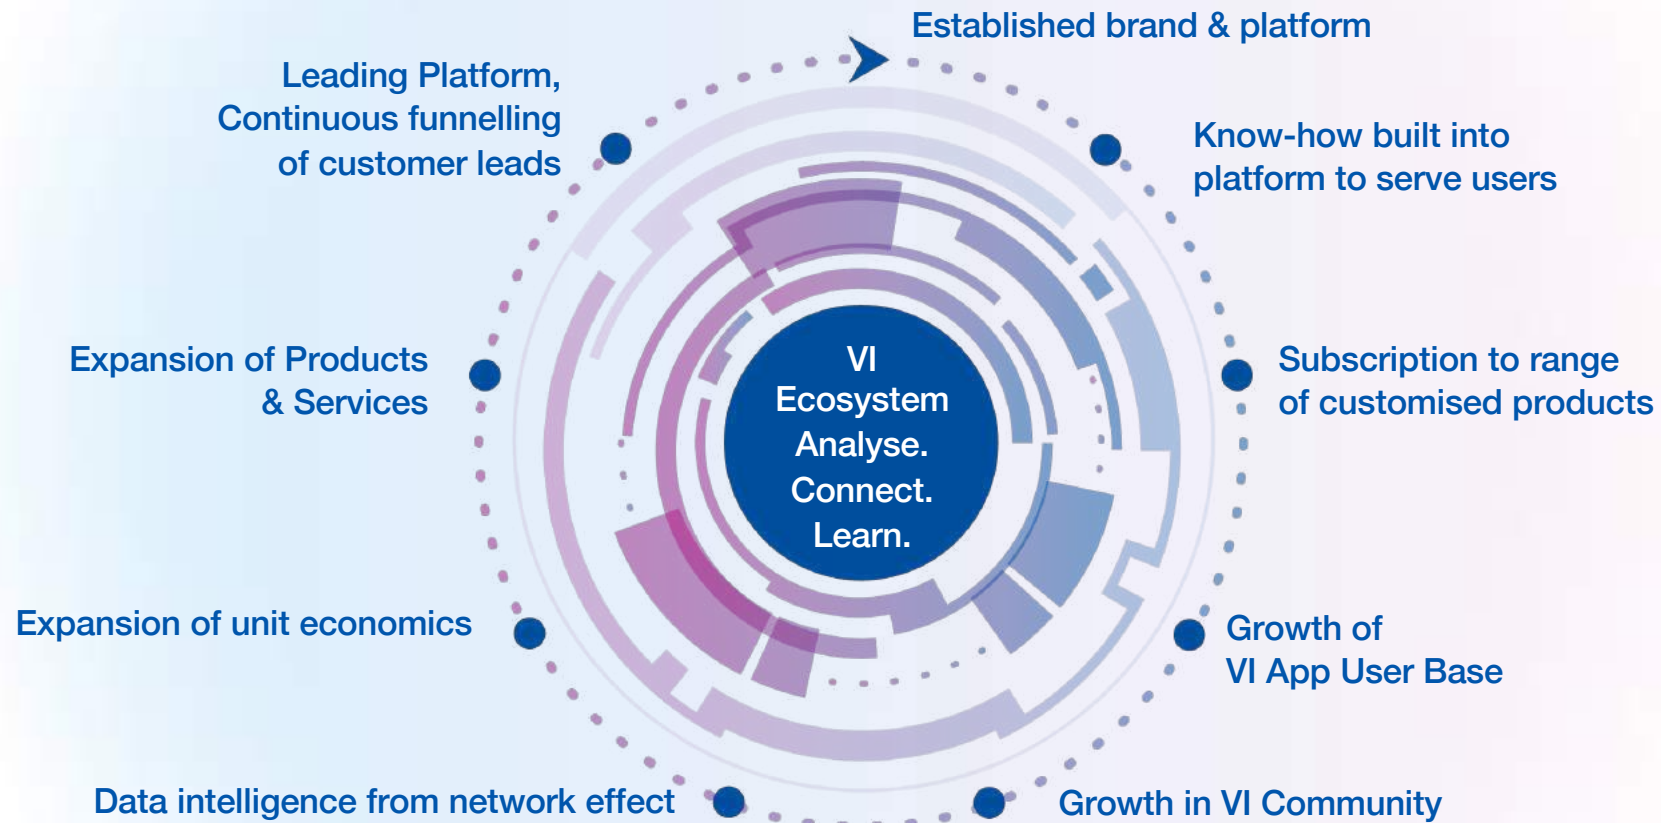 Established brand & platform
Leading Platform,
Continuous funnelling
of customer leads
Know-how built into
platform to serve users
Expansion of Products
& Services
VI
Ecosystem
Analyse.
Connect.
Learn.
Subscription to range
of customised products
Expansion of unit economics
Growth of
VI App User Base
Data intelligence from network effect
Growth in VI Community